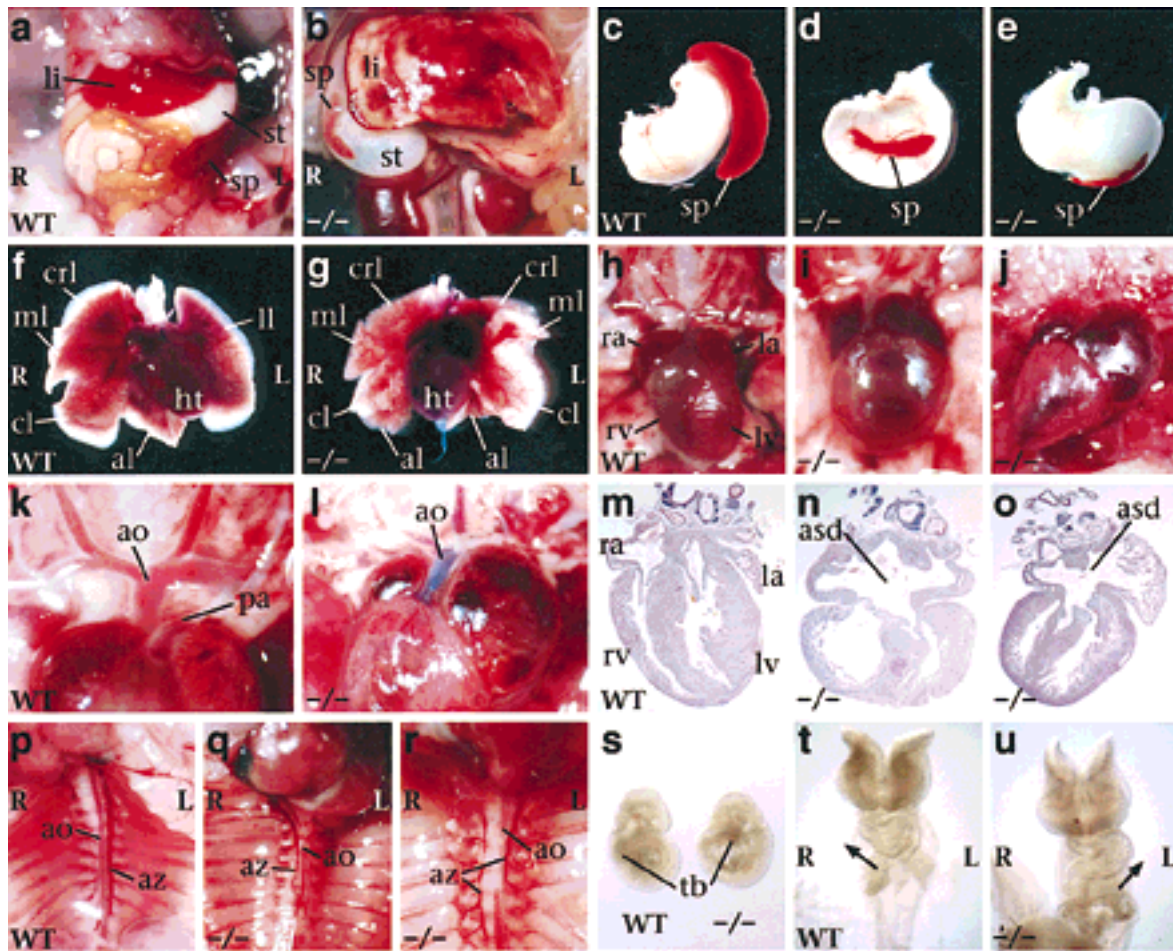 a b c d e
li sp li
st st
sp sp sp sp
R L R L
WT –/– WT –/– –/–
f g h i j
crl crl crl
ml ll ml ml ra la
R L R L
cl ht cl ht cl rv lv
al al al
WT –/– WT –/– –/–
k l m n o
ao ao asd asd
ra la
pa
rv lv
WT –/– WT –/– –/–
p q r s t u
R L R L R L
ao ao ao
az az az
tb
R L R L
WT –/– –/– WT –/– WT –/–